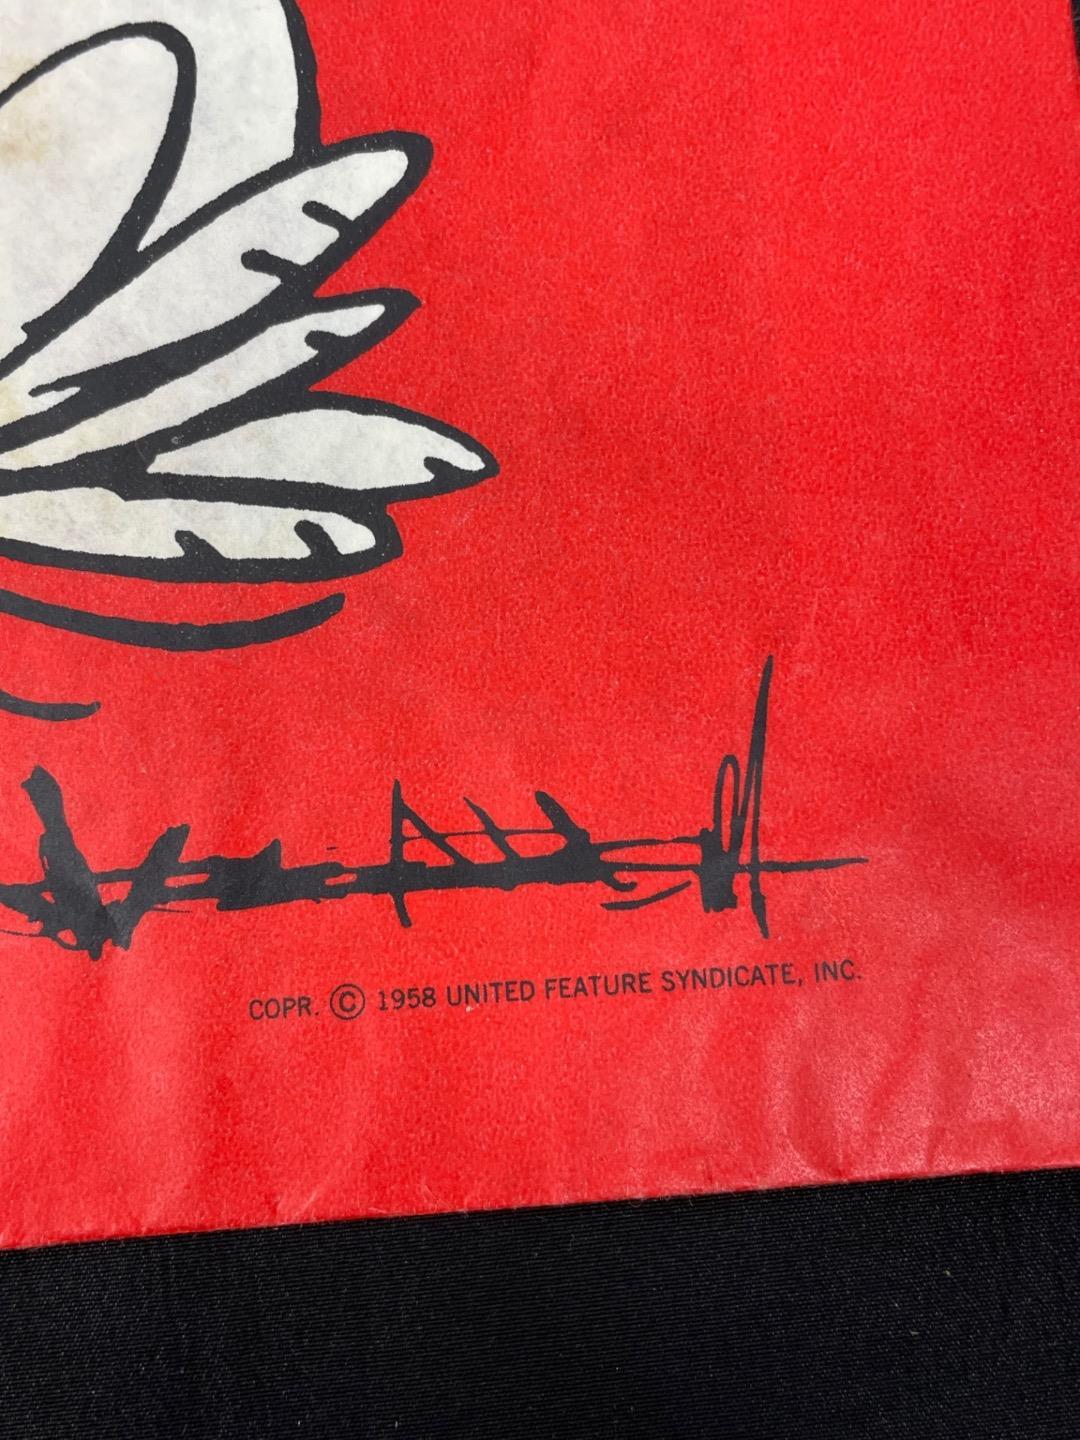 COPR. © 1958 UNITED FEATURE SYNDICATE, INC.